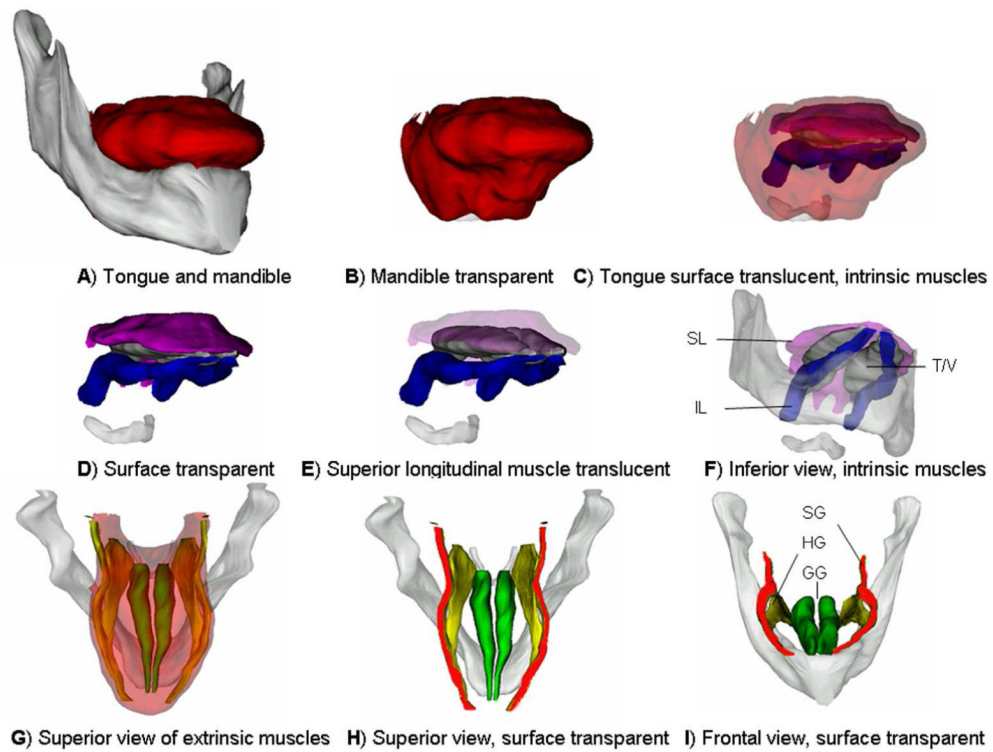 A) Tongue and mandible
B) Mandible transparent
C) Tongue surface translucent, intrinsic muscles
SL
T/V
IL
D) Surface transparent
E) Superior longitudinal muscle translucent
F) Inferior view, intrinsic muscles
SG
HG
GG
G) Superior view of extrinsic muscles
H) Superior view, surface transparent
I) Frontal view, surface transparent